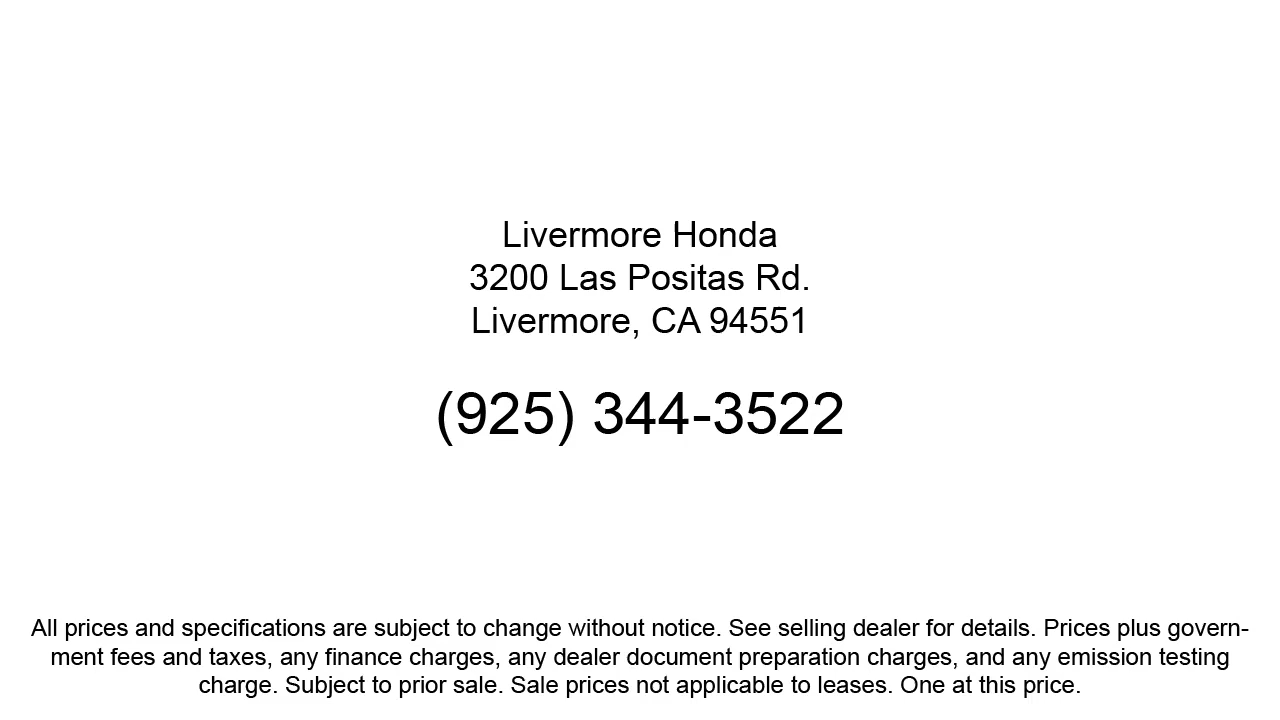 Livermore Honda
3200 Las Positas Rd.
Livermore, CA 94551
(925) 344-3522
All prices and specifications are subject to change without notice. See selling dealer for details. Prices plus govern-
ment fees and taxes, any finance charges, any dealer document preparation charges, and any emission testing
charge. Subject to prior sale. Sale prices not applicable to leases. One at this price.